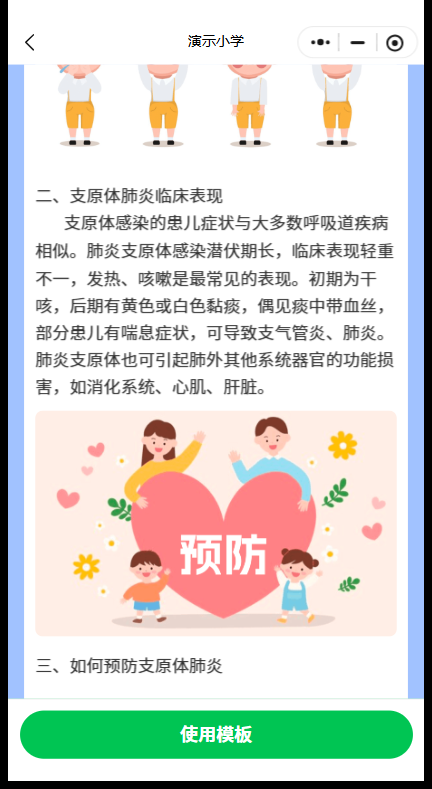 演示小学
二、支原体肺炎临床表现
支原体感染的患儿症状与大多数呼吸道疾病
相似。肺炎支原体感染潜伏期长，临床表现轻重
不一，发热、咳嗽是最常见的表现。初期为干
咳，后期有黄色或白色黏痰，偶见痰中带血丝，
部分患儿有喘息症状，可导致支气管炎、肺炎。
肺炎支原体也可引起肺外其他系统器官的功能损
害，如消化系统、心肌、肝脏。
预防
三、如何预防支原体肺炎
使用模板